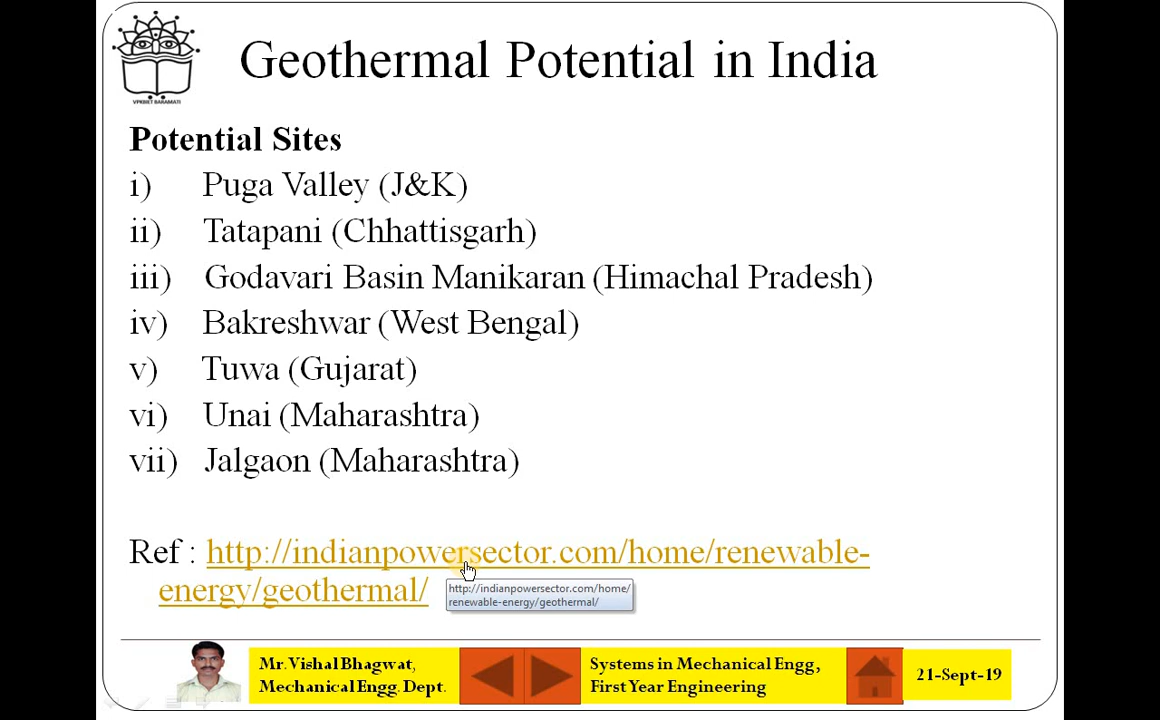 Geothermal Potential in India
VPKBIET BARAMATI
Potential Sites
i) Puga Valley (J&K)
ii) Tatapani (Chhattisgarh)
iii) Godavari Basin Manikaran (Himachal Pradesh)
iv) Bakreshwar (West Bengal)
v) Tuwa (Gujarat)
vi) Unai (Maharashtra)
vii) Jalgaon (Maharashtra)
Ref : http://indianpowersector.com/home/renewable-
energy/geothermal/
http://indianpowersector.com/home/
renewable-energy/geothermal/
Mr. Vishal Bhagwat,
Mechanical Engg. Dept.
Systems in Mechanical Engg,
First Year Engineering
21-Sept-19